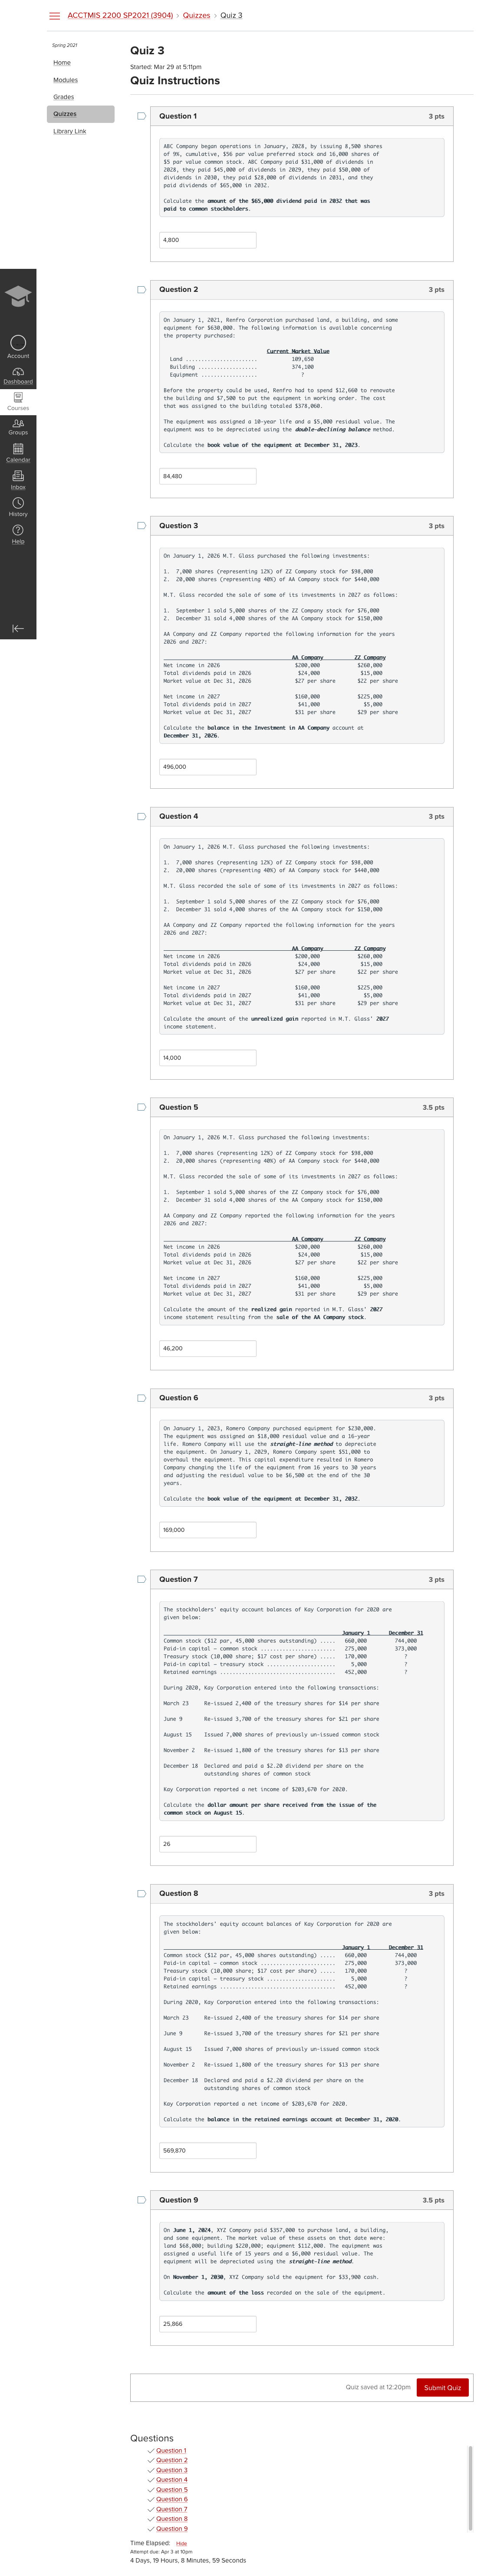 ACCTMIS 2200 SP2021 (3904) › Quizzes › Quiz 3
Spring 2021
Home
Modules
Grades
Quizzes
Library Link
Account
Dashboard
Courses
Groups
Calendar
Inbox
History
Help
Quiz 3
Started: Mar 29 at 5:11pm
Quiz Instructions
Question 1 3 pts
ABC Company began operations in January, 2028, by issuing 8,500 shares
of 9%, cumulative, $56 par value preferred stock and 16,000 shares of
$5 par value common stock. ABC Company paid $31,000 of dividends in
2028, they paid $45,000 of dividends in 2029, they paid $50,000 of
dividends in 2030, they paid $28,000 of dividends in 2031, and they
paid dividends of $65,000 in 2032.
Calculate the amount of the $65,000 dividend paid in 2032 that was
paid to common stockholders.
4,800
Question 2 3 pts
On January 1, 2021, Renfro Corporation purchased land, a building, and some
equipment for $630,000. The following information is available concerning
the property purchased:
Current Market Value
Land ....................... 109,650
Building ................... 374,100
Equipment .................. ?
Before the property could be used, Renfro had to spend $12,660 to renovate
the building and $7,500 to put the equipment in working order. The cost
that was assigned to the building totaled $378,060.
The equipment was assigned a 10-year life and a $5,000 residual value. The
equipment was to be depreciated using the double-declining balance method.
Calculate the book value of the equipment at December 31, 2023.
84,480
Question 3 3 pts
On January 1, 2026 M.T. Glass purchased the following investments:
1. 7,000 shares (representing 12%) of ZZ Company stock for $98,000
2. 20,000 shares (representing 40%) of AA Company stock for $440,000
M.T. Glass recorded the sale of some of its investments in 2027 as follows:
1. September 1 sold 5,000 shares of the ZZ Company stock for $76,000
2. December 31 sold 4,000 shares of the AA Company stock for $150,000
AA Company and ZZ Company reported the following information for the years
2026 and 2027:
AA Company ZZ Company
Net income in 2026 $200,000 $260,000
Total dividends paid in 2026 $24,000 $15,000
Market value at Dec 31, 2026 $27 per share $22 per share
Net income in 2027 $160,000 $225,000
Total dividends paid in 2027 $41,000 $5,000
Market value at Dec 31, 2027 $31 per share $29 per share
Calculate the balance in the Investment in AA Company account at
December 31, 2026.
496,000
Question 4 3 pts
On January 1, 2026 M.T. Glass purchased the following investments:
1. 7,000 shares (representing 12%) of ZZ Company stock for $98,000
2. 20,000 shares (representing 40%) of AA Company stock for $440,000
M.T. Glass recorded the sale of some of its investments in 2027 as follows:
1. September 1 sold 5,000 shares of the ZZ Company stock for $76,000
2. December 31 sold 4,000 shares of the AA Company stock for $150,000
AA Company and ZZ Company reported the following information for the years
2026 and 2027:
AA Company ZZ Company
Net income in 2026 $200,000 $260,000
Total dividends paid in 2026 $24,000 $15,000
Market value at Dec 31, 2026 $27 per share $22 per share
Net income in 2027 $160,000 $225,000
Total dividends paid in 2027 $41,000 $5,000
Market value at Dec 31, 2027 $31 per share $29 per share
Calculate the amount of the unrealized gain reported in M.T. Glass' 2027
income statement.
14,000
Question 5 3.5 pts
On January 1, 2026 M.T. Glass purchased the following investments:
1. 7,000 shares (representing 12%) of ZZ Company stock for $98,000
2. 20,000 shares (representing 40%) of AA Company stock for $440,000
M.T. Glass recorded the sale of some of its investments in 2027 as follows:
1. September 1 sold 5,000 shares of the ZZ Company stock for $76,000
2. December 31 sold 4,000 shares of the AA Company stock for $150,000
AA Company and ZZ Company reported the following information for the years
2026 and 2027:
AA Company ZZ Company
Net income in 2026 $200,000 $260,000
Total dividends paid in 2026 $24,000 $15,000
Market value at Dec 31, 2026 $27 per share $22 per share
Net income in 2027 $160,000 $225,000
Total dividends paid in 2027 $41,000 $5,000
Market value at Dec 31, 2027 $31 per share $29 per share
Calculate the amount of the realized gain reported in M.T. Glass' 2027
income statement resulting from the sale of the AA Company stock.
46,200
Question 6 3 pts
On January 1, 2023, Romero Company purchased equipment for $230,000.
The equipment was assigned an $18,000 residual value and a 16-year
life. Romero Company will use the straight-line method to depreciate
the equipment. On January 1, 2029, Romero Company spent $51,000 to
overhaul the equipment. This capital expenditure resulted in Romero
Company changing the life of the equipment from 16 years to 30 years
and adjusting the residual value to be $6,500 at the end of the 30
years.
Calculate the book value of the equipment at December 31, 2032.
169,000
Question 7 3 pts
The stockholders' equity account balances of Kay Corporation for 2020 are
given below:
January 1 December 31
Common stock ($12 par, 45,000 shares outstanding) ..... 660,000 744,000
Paid-in capital – common stock ........................ 275,000 373,000
Treasury stock (10,000 share; $17 cost per share) ..... 170,000 ?
Paid-in capital – treasury stock ...................... 5,000 ?
Retained earnings ..................................... 452,000 ?
During 2020, Kay Corporation entered into the following transactions:
March 23 Re-issued 2,400 of the treasury shares for $14 per share
June 9 Re-issued 3,700 of the treasury shares for $21 per share
August 15 Issued 7,000 shares of previously un-issued common stock
November 2 Re-issued 1,800 of the treasury shares for $13 per share
December 18 Declared and paid a $2.20 dividend per share on the
outstanding shares of common stock
Kay Corporation reported a net income of $203,670 for 2020.
Calculate the dollar amount per share received from the issue of the
common stock on August 15.
26
Question 8 3 pts
The stockholders' equity account balances of Kay Corporation for 2020 are
given below:
January 1 December 31
Common stock ($12 par, 45,000 shares outstanding) ..... 660,000 744,000
Paid-in capital – common stock ........................ 275,000 373,000
Treasury stock (10,000 share; $17 cost per share) ..... 170,000 ?
Paid-in capital – treasury stock ...................... 5,000 ?
Retained earnings ..................................... 452,000 ?
During 2020, Kay Corporation entered into the following transactions:
March 23 Re-issued 2,400 of the treasury shares for $14 per share
June 9 Re-issued 3,700 of the treasury shares for $21 per share
August 15 Issued 7,000 shares of previously un-issued common stock
November 2 Re-issued 1,800 of the treasury shares for $13 per share
December 18 Declared and paid a $2.20 dividend per share on the
outstanding shares of common stock
Kay Corporation reported a net income of $203,670 for 2020.
Calculate the balance in the retained earnings account at December 31, 2020.
569,870
Question 9 3.5 pts
On June 1, 2024, XYZ Company paid $357,000 to purchase land, a building,
and some equipment. The market value of the these assets on that date were:
land $68,000; building $220,000; equipment $112,000. The equipment was
assigned a useful life of 15 years and a $6,000 residual value. The
equipment will be depreciated using the straight-line method.
On November 1, 2030, XYZ Company sold the equipment for $33,900 cash.
Calculate the amount of the loss recorded on the sale of the equipment.
25,866
Quiz saved at 12:20pm Submit Quiz
Questions
Question 1
Question 2
Question 3
Question 4
Question 5
Question 6
Question 7
Question 8
Question 9
Time Elapsed: Hide
Attempt due: Apr 3 at 10pm
4 Days, 19 Hours, 8 Minutes, 59 Seconds